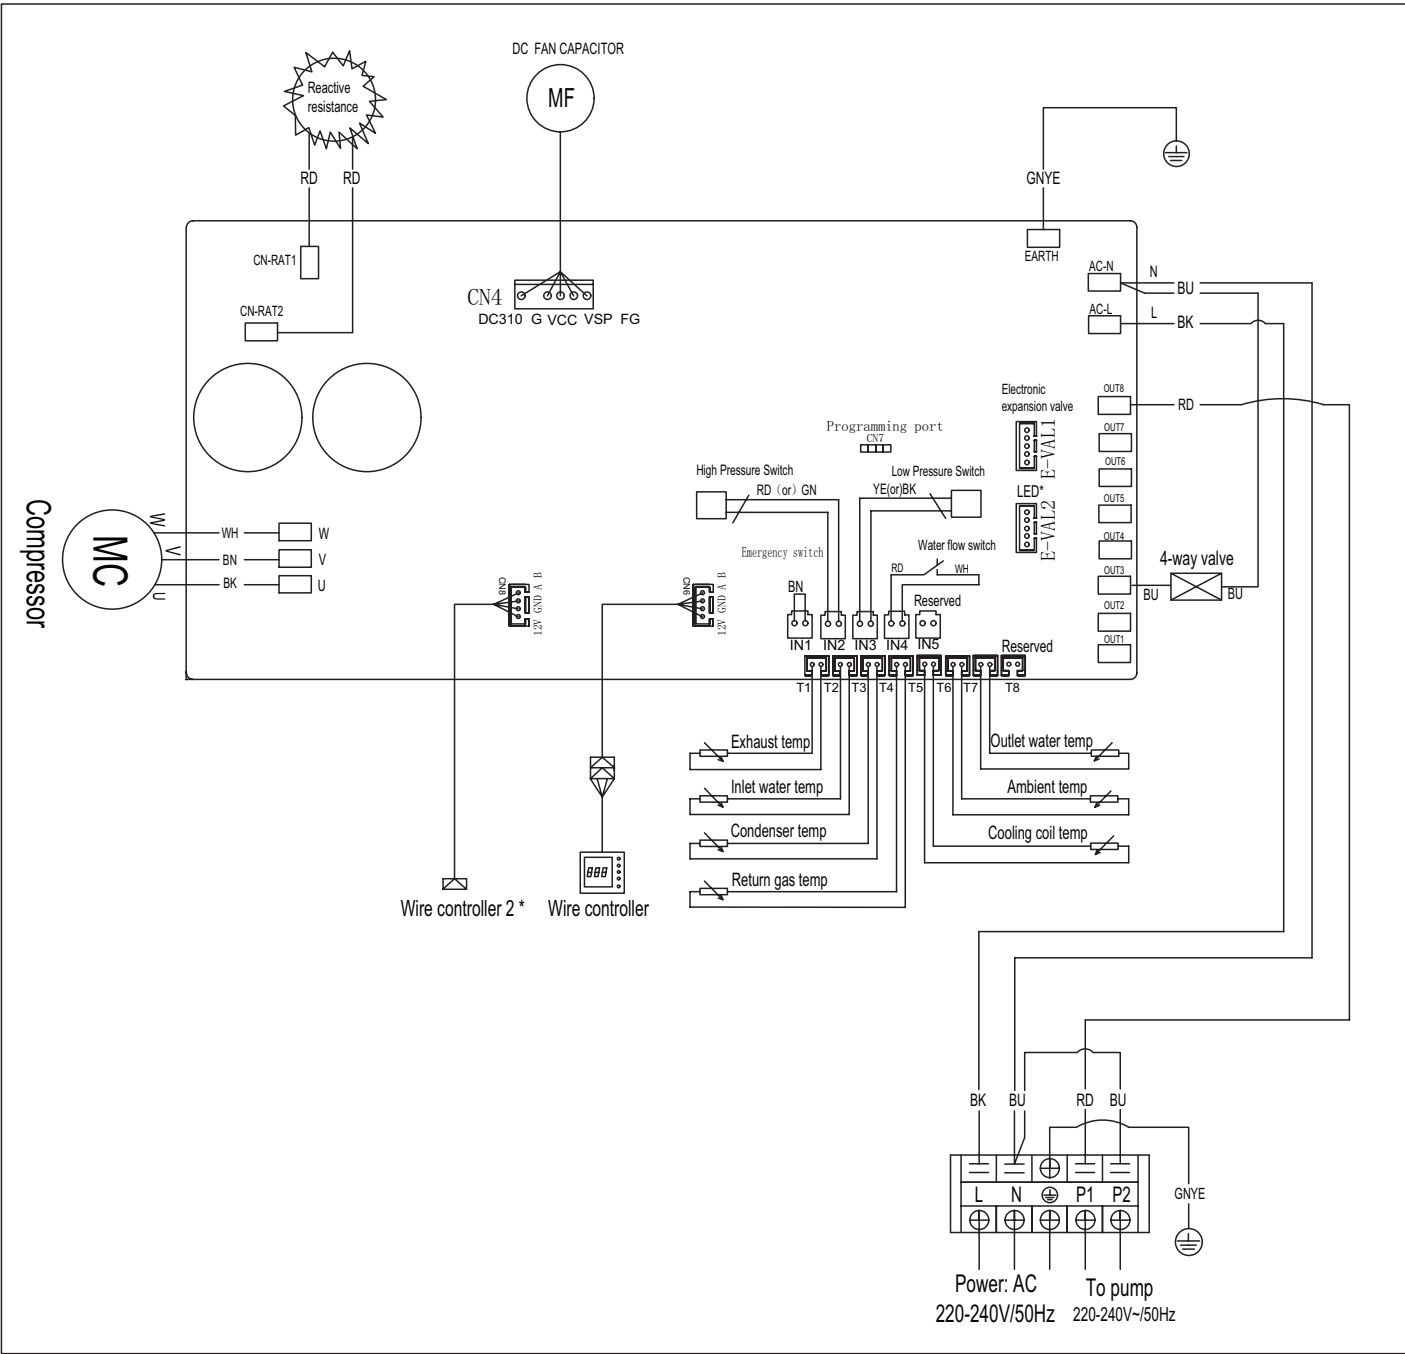 DC FAN CAPACITOR
MF
Reactive
resistance
RD
RD
GNYE
EARTH
CN-RAT1
CN-RAT2
CN4
DC310 G VCC VSP FG
AC-N
N
BU
AC-L
L
BK
OUT8
RD
OUT7
OUT6
OUT5
OUT4
OUT3
OUT2
OUT1
Electronic
expansion valve
E-VAL1
LED*
E-VAL2
Programming port
CN7
High Pressure Switch
RD (or) GN
Low Pressure Switch
YE(or)BK
Water flow switch
RD
WH
Emergency switch
BN
Reserved
4-way valve
BU
BU
Compressor
MC
W
V
U
WH
BN
BK
W
V
U
CN8
12V GND A B
CN6
12V GND A B
IN1
IN2
IN3
IN4
IN5
Reserved
T1
T2
T3
T4
T5
T6
T7
T8
Exhaust temp
Inlet water temp
Condenser temp
Return gas temp
Outlet water temp
Ambient temp
Cooling coil temp
888
Wire controller 2 *
Wire controller
BK
BU
RD
BU
L
N
P1
P2
GNYE
Power: AC
220-240V/50Hz
To pump
220-240V~/50Hz